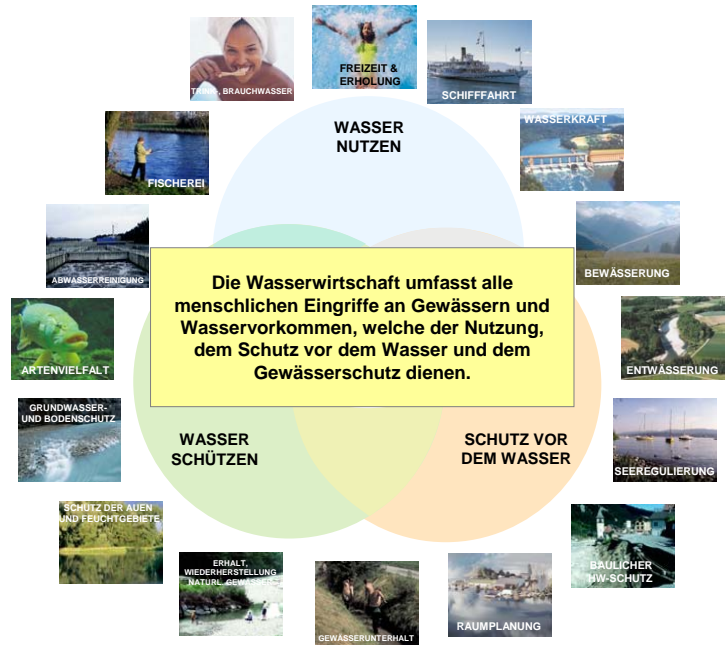 TRINK-, BRAUCHWASSER
FREIZEIT &
ERHOLUNG
SCHIFFFAHRT
WASSER
NUTZEN
WASSERKRAFT
FISCHEREI
ABWASSERREINIGUNG
BEWÄSSERUNG
Die Wasserwirtschaft umfasst alle
menschlichen Eingriffe an Gewässern und
Wasservorkommen, welche der Nutzung,
dem Schutz vor dem Wasser und dem
Gewässerschutz dienen.
ARTENVIELFALT
ENTWÄSSERUNG
GRUNDWASSER-
UND BODENSCHUTZ
WASSER
SCHÜTZEN
SCHUTZ VOR
DEM WASSER
SEEREGULIERUNG
SCHUTZ DER AUEN
UND FEUCHTGEBIETE
BAULICHER
HW-SCHUTZ
ERHALT,
WIEDERHERSTELLUNG
NATÜRL. GEWÄSSER
GEWÄSSERUNTERHALT
RAUMPLANUNG